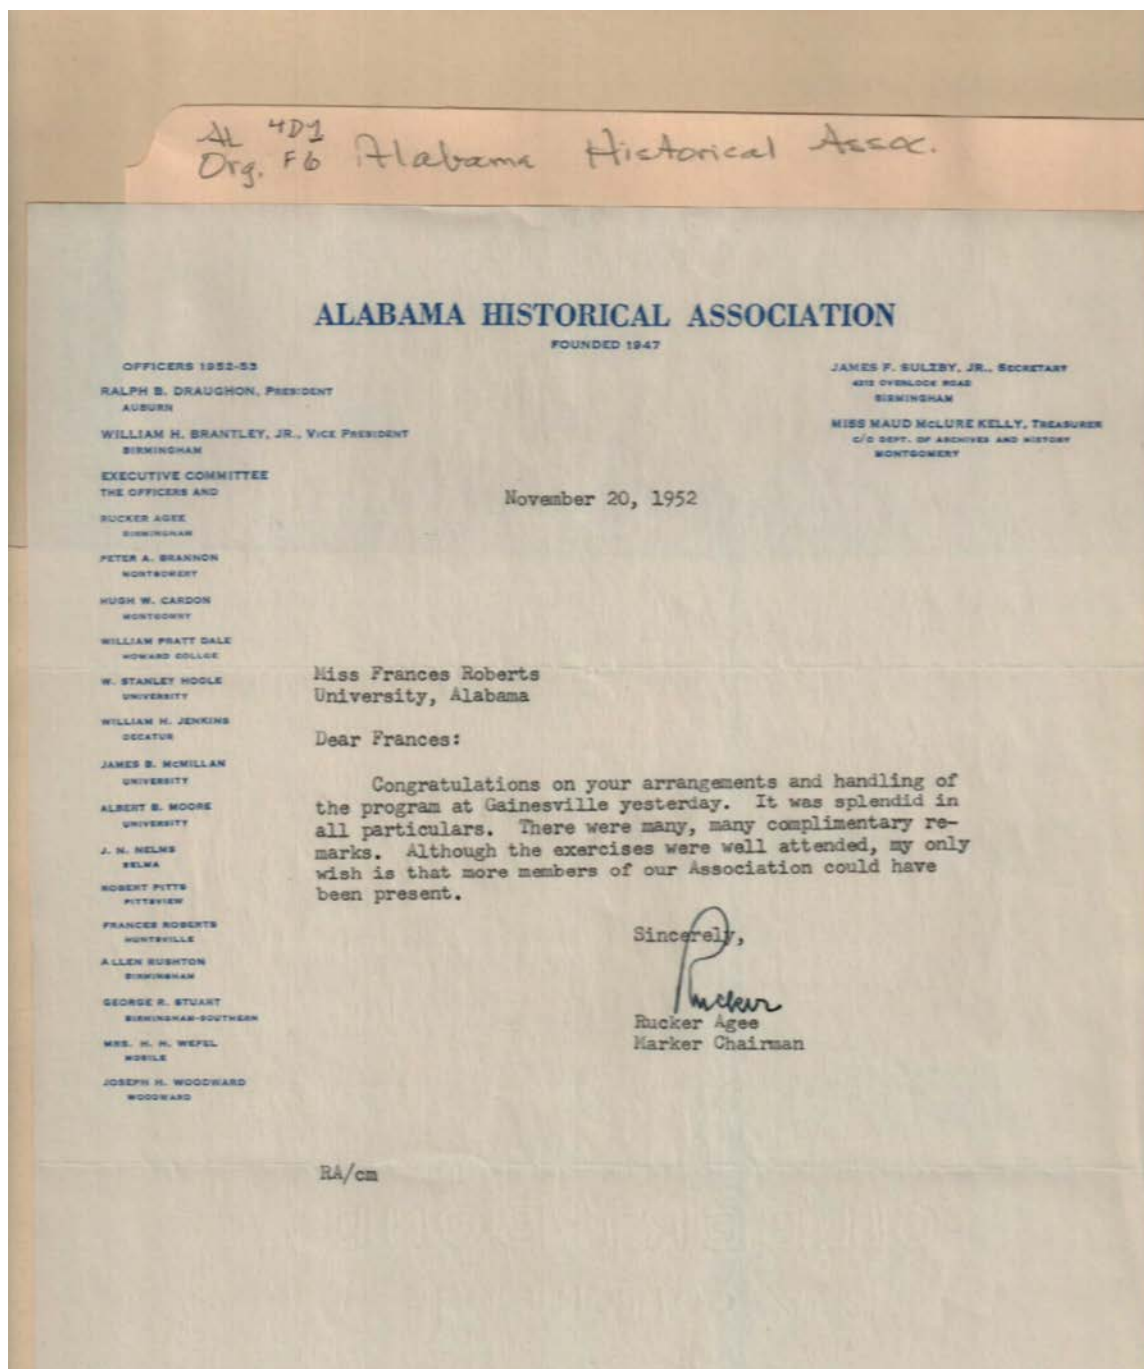 AL 4D1
Org. F6 Alabama Historical Assoc.
ALABAMA HISTORICAL ASSOCIATION
FOUNDED 1947
OFFICERS 1952-53
RALPH B. DRAUGHON, PRESIDENT
AUBURN
WILLIAM H. BRANTLEY, JR., VICE PRESIDENT
BIRMINGHAM
EXECUTIVE COMMITTEE
THE OFFICERS AND
RUCKER AGEE
BIRMINGHAM
PETER A. BRANNON
MONTGOMERY
HUGH W. CARDON
MONTGOMRY
WILLIAM PRATT DALE
HOWARD COLLGE
W. STANLEY HOOLE
UNIVERSITY
WILLIAM H. JENKINS
DECATUR
JAMES B. McMILLAN
UNIVERSITY
ALBERT B. MOORE
UNIVERSITY
J. N. NELMS
SELMA
ROBERT PITTS
PITTSVIEW
FRANCES ROBERTS
HUNTSVILLE
ALLEN RUSHTON
BIRMINGHAM
GEORGE R. STUART
BIRMINGHAM-SOUTHERN
MRS. H. H. WEFEL
MOBILE
JOSEPH H. WOODWARD
WOODWARD
JAMES F. SULZBY, JR., SECRETARY
4212 OVERLOOK ROAD
BIRMINGHAM
MISS MAUD McLURE KELLY, TREASURER
C/O DEPT. OF ARCHIVES AND HISTORY
MONTGOMERY
November 20, 1952
Miss Frances Roberts
University, Alabama
Dear Frances:
Congratulations on your arrangements and handling of
the program at Gainesville yesterday. It was splendid in
all particulars. There were many, many complimentary re-
marks. Although the exercises were well attended, my only
wish is that more members of our Association could have
been present.
Sincerely,
Rucker
Rucker Agee
Marker Chairman
RA/cm